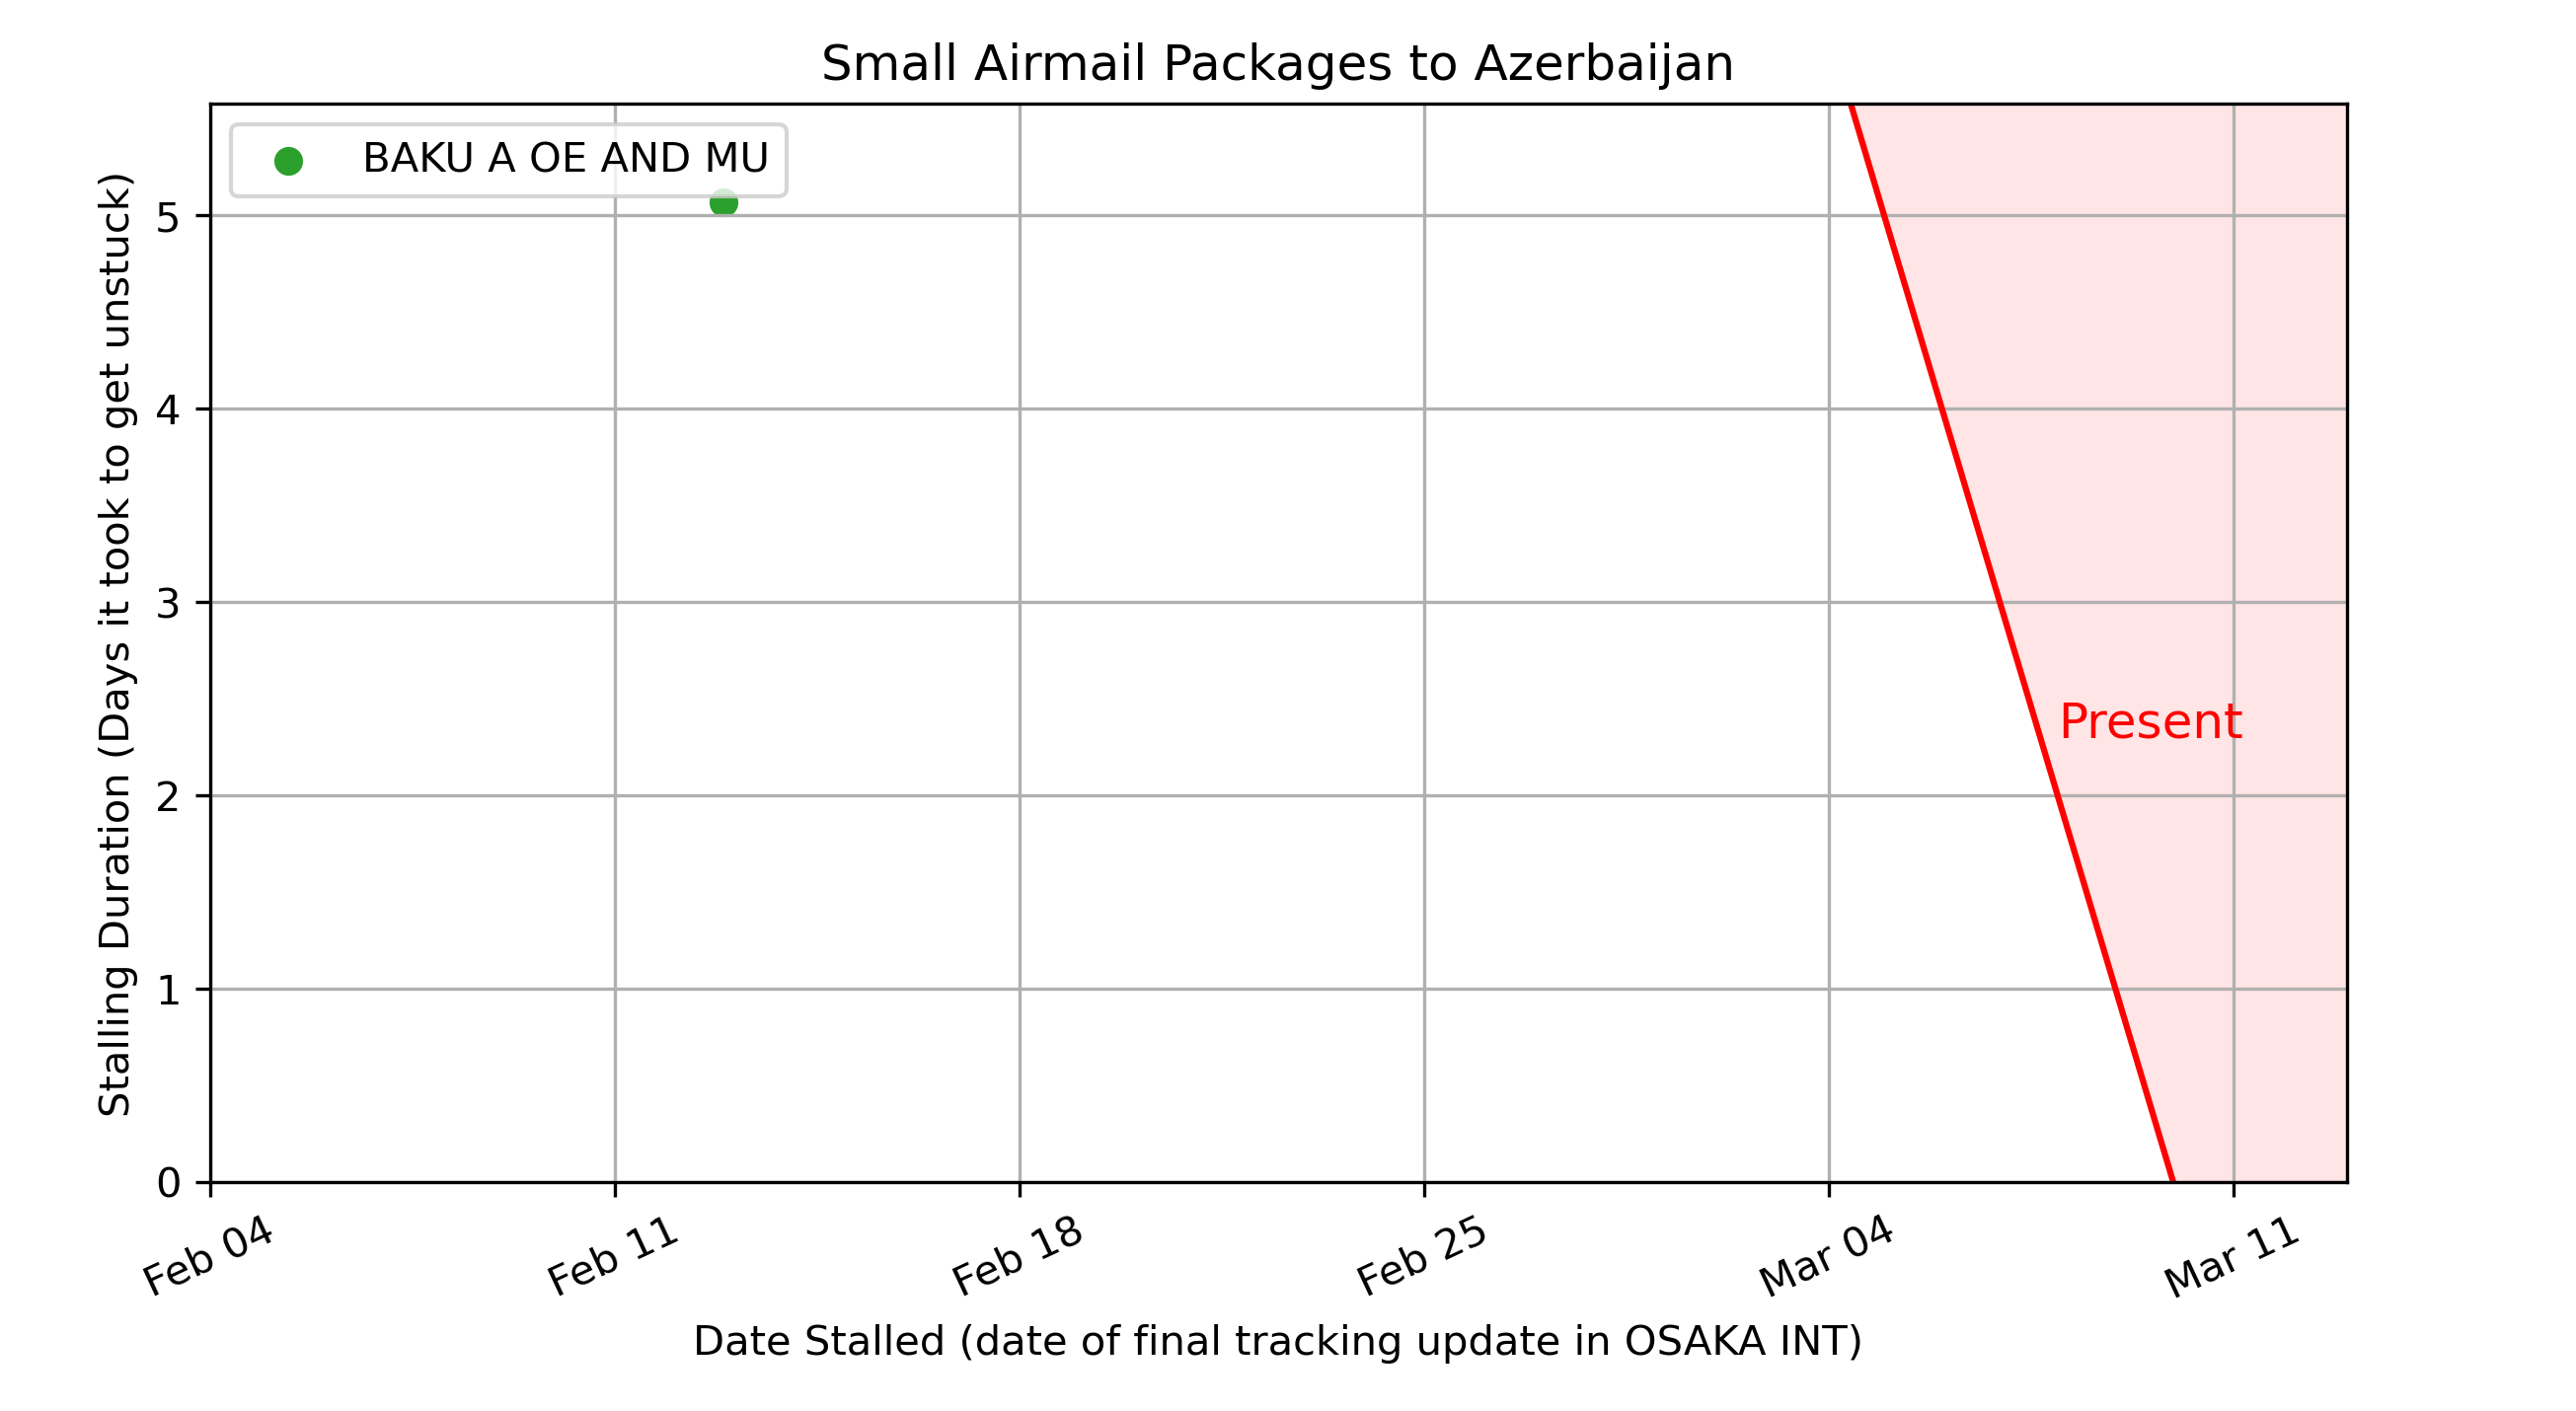 Small Airmail Packages to Azerbaijan
BAKU A OE AND MU
Stalling Duration (Days it took to get unstuck)
5
4
3
2
1
0
Present
Feb 04
Feb 11
Feb 18
Feb 25
Mar 04
Mar 11
Date Stalled (date of final tracking update in OSAKA INT)